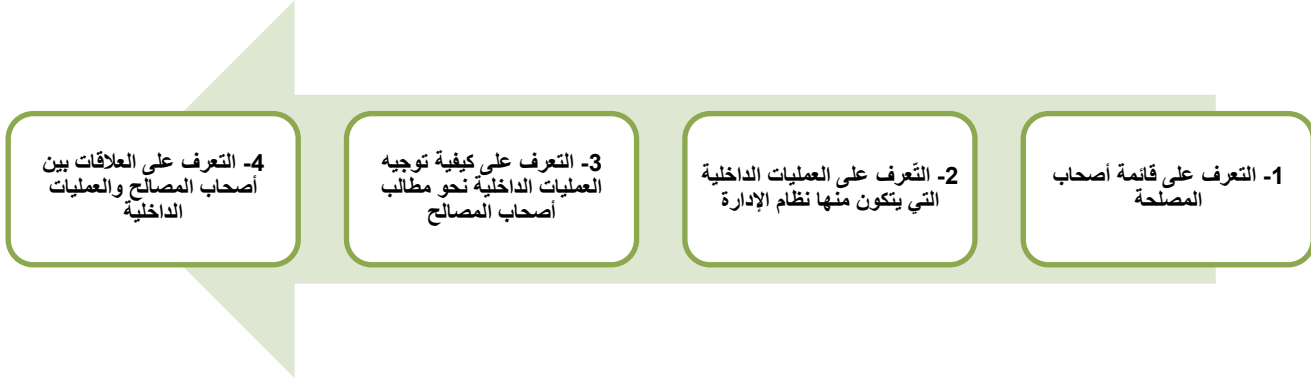 1- التعرف على قائمة أصحاب
المصلحة
2- التّعرف على العمليات الداخلية
التي يتكون منها نظام الإدارة
3- التعرف على كيفية توجيه
العمليات الداخلية نحو مطالب
أصحاب المصالح
4- التعرف على العلاقات بين
أصحاب المصالح والعمليات
الداخلية